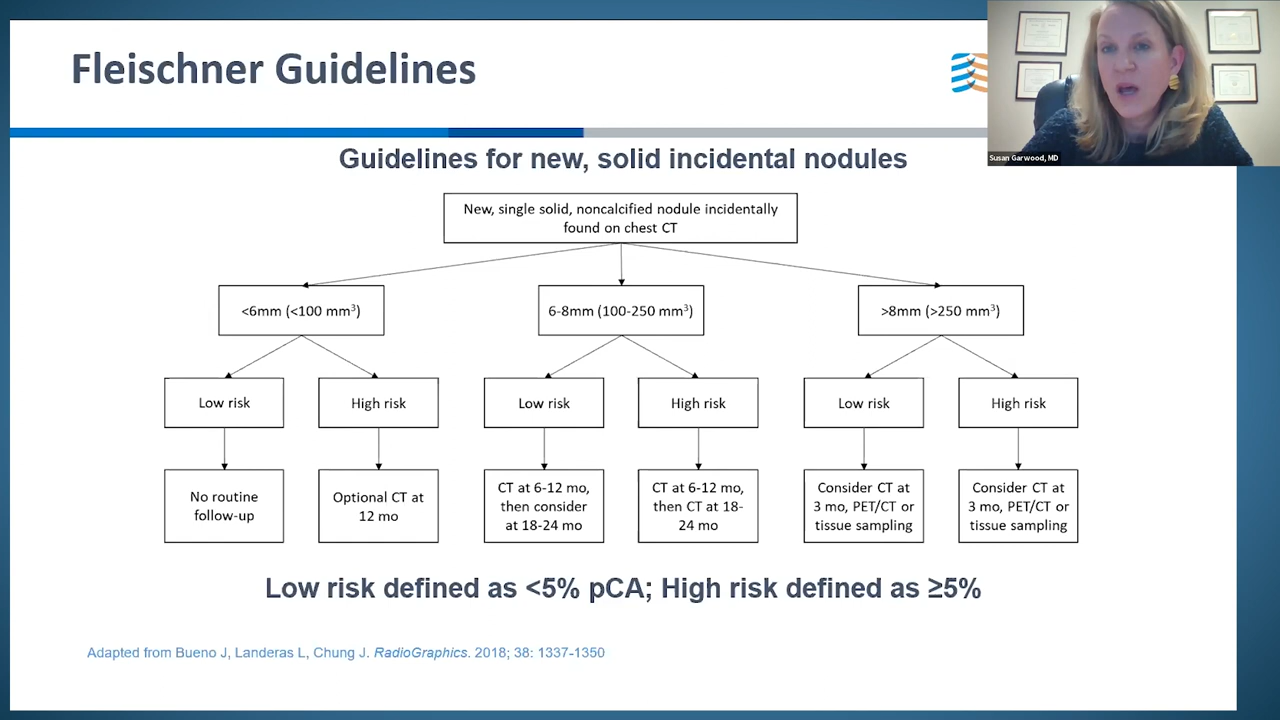 Fleischner Guidelines
Susan Garwood, MD
Guidelines for new, solid incidental nodules
New, single solid, noncalcified nodule incidentally
found on chest CT
<6mm (<100 mm³)
6-8mm (100-250 mm³)
>8mm (>250 mm³)
Low risk
High risk
Low risk
High risk
Low risk
High risk
No routine
follow-up
Optional CT at
12 mo
CT at 6-12 mo,
then consider
at 18-24 mo
CT at 6-12 mo,
then CT at 18-
24 mo
Consider CT at
3 mo, PET/CT or
tissue sampling
Consider CT at
3 mo, PET/CT or
tissue sampling
Low risk defined as <5% pCA; High risk defined as ≥5%
Adapted from Bueno J, Landeras L, Chung J. RadioGraphics. 2018; 38: 1337-1350